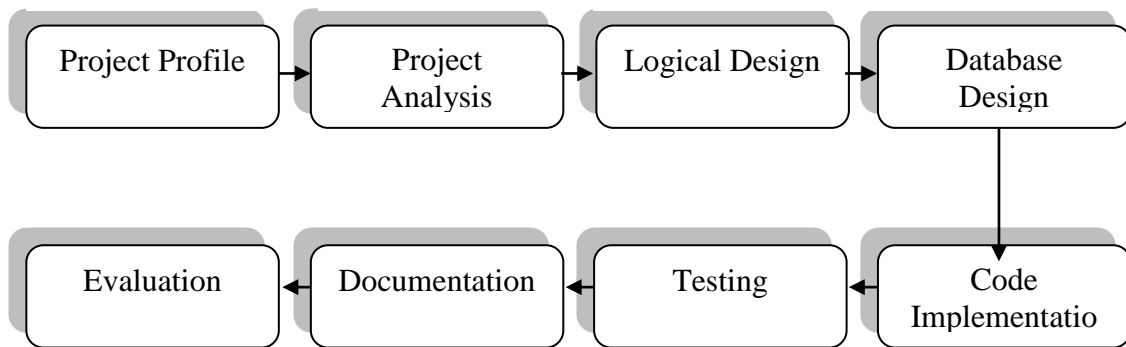 Project Profile
Project
Analysis
Logical Design
Database
Design
Evaluation
Documentation
Testing
Code
Implementatio